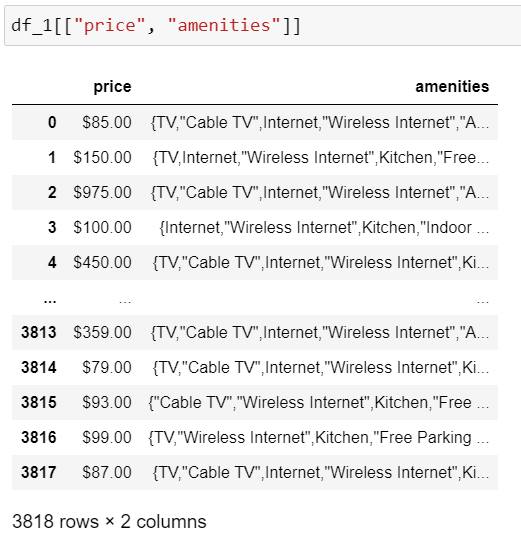 df_1[["price", "amenities"]]
price amenities
0 $85.00 {TV,"Cable TV",Internet,"Wireless Internet","A...
1 $150.00 {TV,Internet,"Wireless Internet",Kitchen,"Free...
2 $975.00 {TV,"Cable TV",Internet,"Wireless Internet","A...
3 $100.00 {Internet,"Wireless Internet",Kitchen,"Indoor ...
4 $450.00 {TV,"Cable TV",Internet,"Wireless Internet",Ki...
... ... ...
3813 $359.00 {TV,"Cable TV",Internet,"Wireless Internet","A...
3814 $79.00 {TV,"Cable TV",Internet,"Wireless Internet",Ki...
3815 $93.00 {"Cable TV","Wireless Internet",Kitchen,"Free ...
3816 $99.00 {TV,"Wireless Internet",Kitchen,"Free Parking ...
3817 $87.00 {TV,"Cable TV",Internet,"Wireless Internet",Ki...
3818 rows × 2 columns